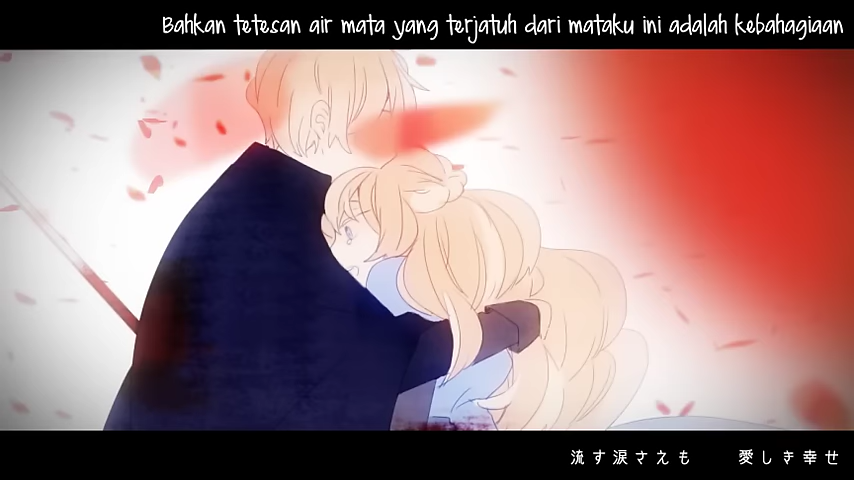 Bahkan tetesan air mata yang terjatuh dari mataku ini adalah kebahagiaan
流す涙さえも 愛しき幸せ